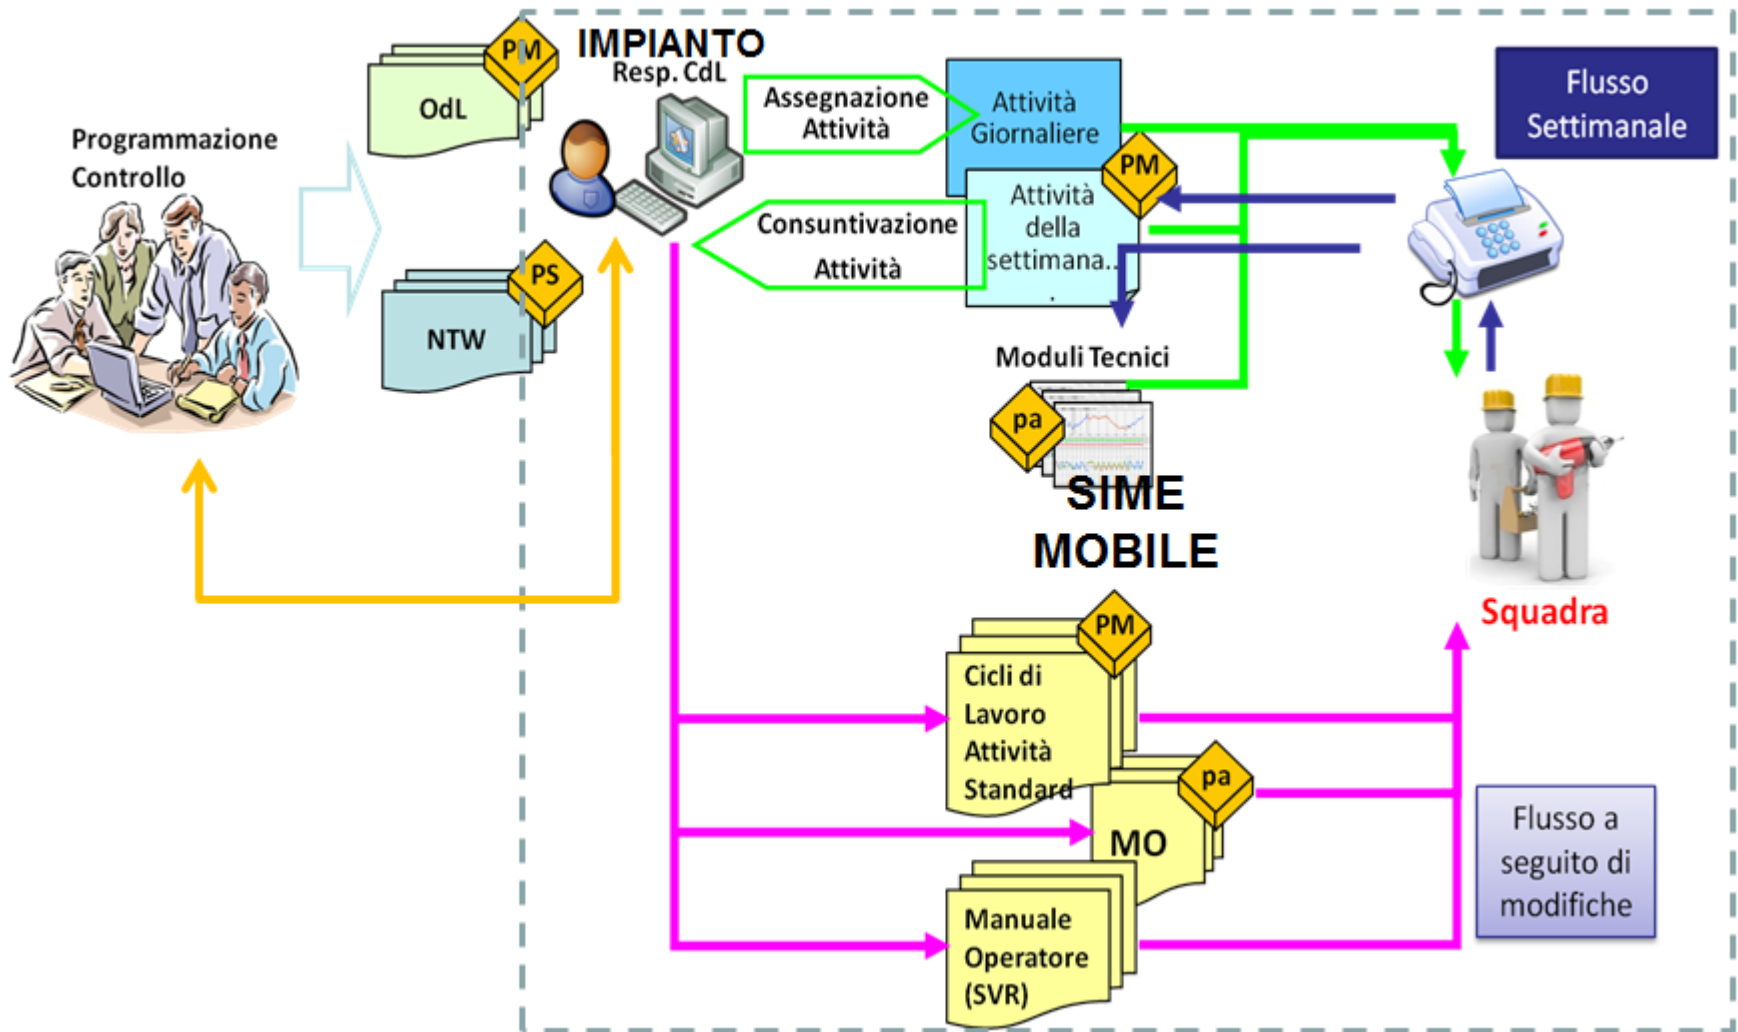 Programmazione
Controllo
PM
OdL
PS
NTW
IMPIANTO
Resp. CdL
Assegnazione
Attività
Consuntivazione
Attività
Attività
Giornaliere
PM
Attività
della
settimana..
.
Moduli Tecnici
pa
SIME
MOBILE
Flusso
Settimanale
Squadra
PM
Cicli di
Lavoro
Attività
Standard
pa
MO
Manuale
Operatore
(SVR)
Flusso a
seguito di
modifiche